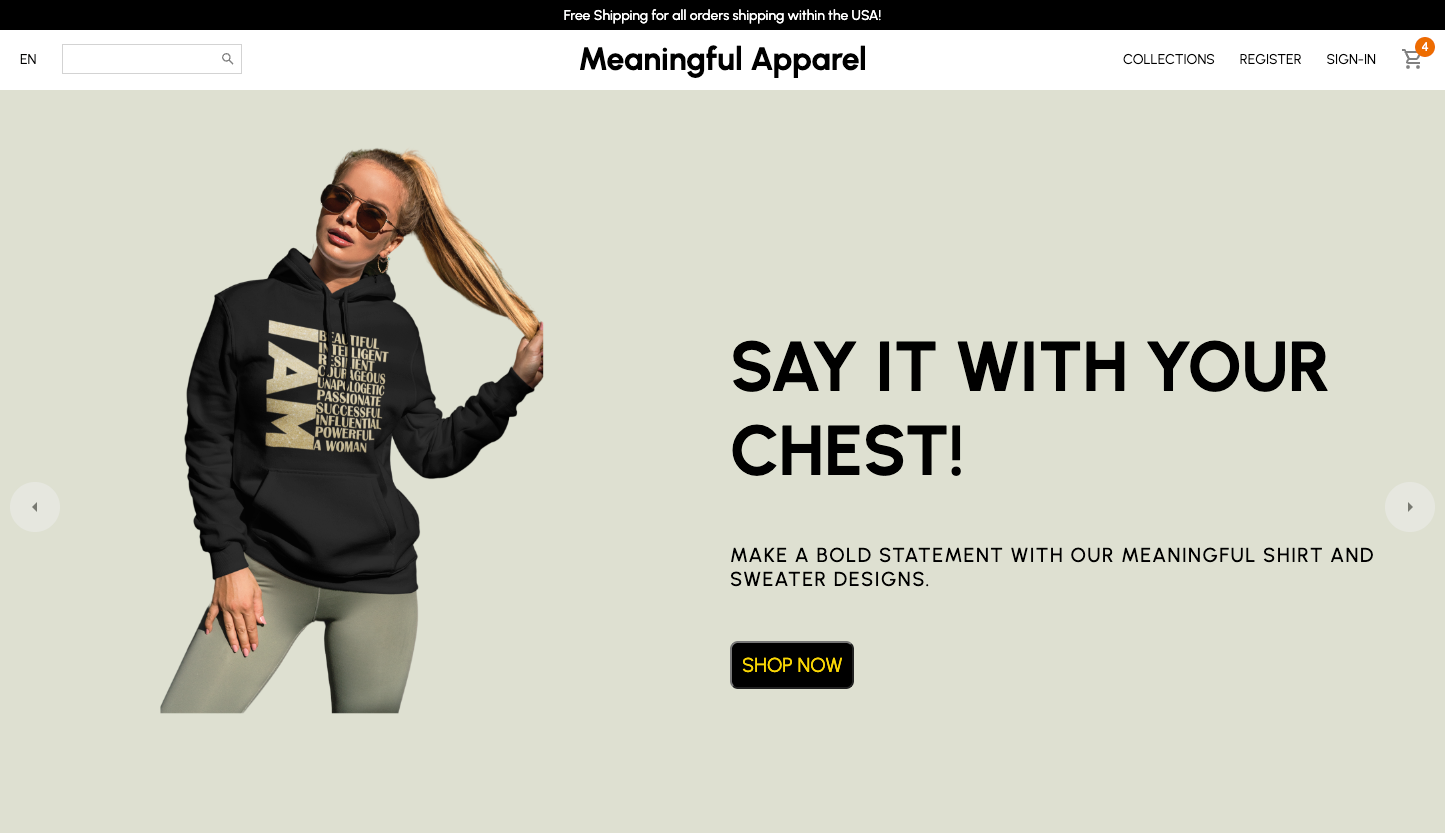 Free Shipping for all orders shipping within the USA!
EN
Meaningful Apparel
COLLECTIONS
REGISTER
SIGN-IN
4
I AM
BEAUTIFUL
INTELLIGENT
RESILIENT
COURAGEOUS
UNAPOLOGETIC
PASSIONATE
SUCCESSFUL
INFLUENTIAL
POWERFUL
A WOMAN
SAY IT WITH YOUR
CHEST!
MAKE A BOLD STATEMENT WITH OUR MEANINGFUL SHIRT AND
SWEATER DESIGNS.
SHOP NOW